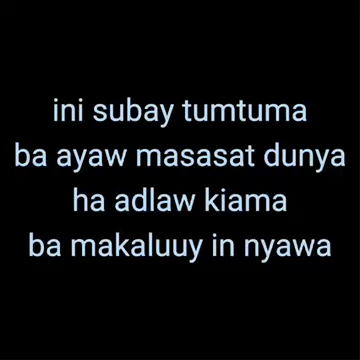 ini subay tumtuma
ba ayaw masasat dunya
ha adlaw kiama
ba makaluuy in nyawa